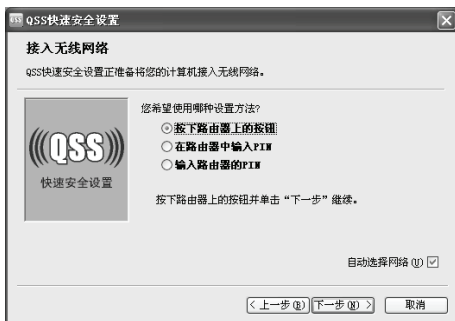 QSS快速安全设置
接入无线网络
QSS快速安全设置正准备将您的计算机接入无线网络。
您希望使用哪种设置方法?
按下路由器上的按钮
在路由器中输入PIN
输入路由器的PIN
(((QSS)))
快速安全设置
按下路由器上的按钮并单击“下一步”继续。
自动选择网络(U)
< 上一步(B) 下一步(N) > 取消